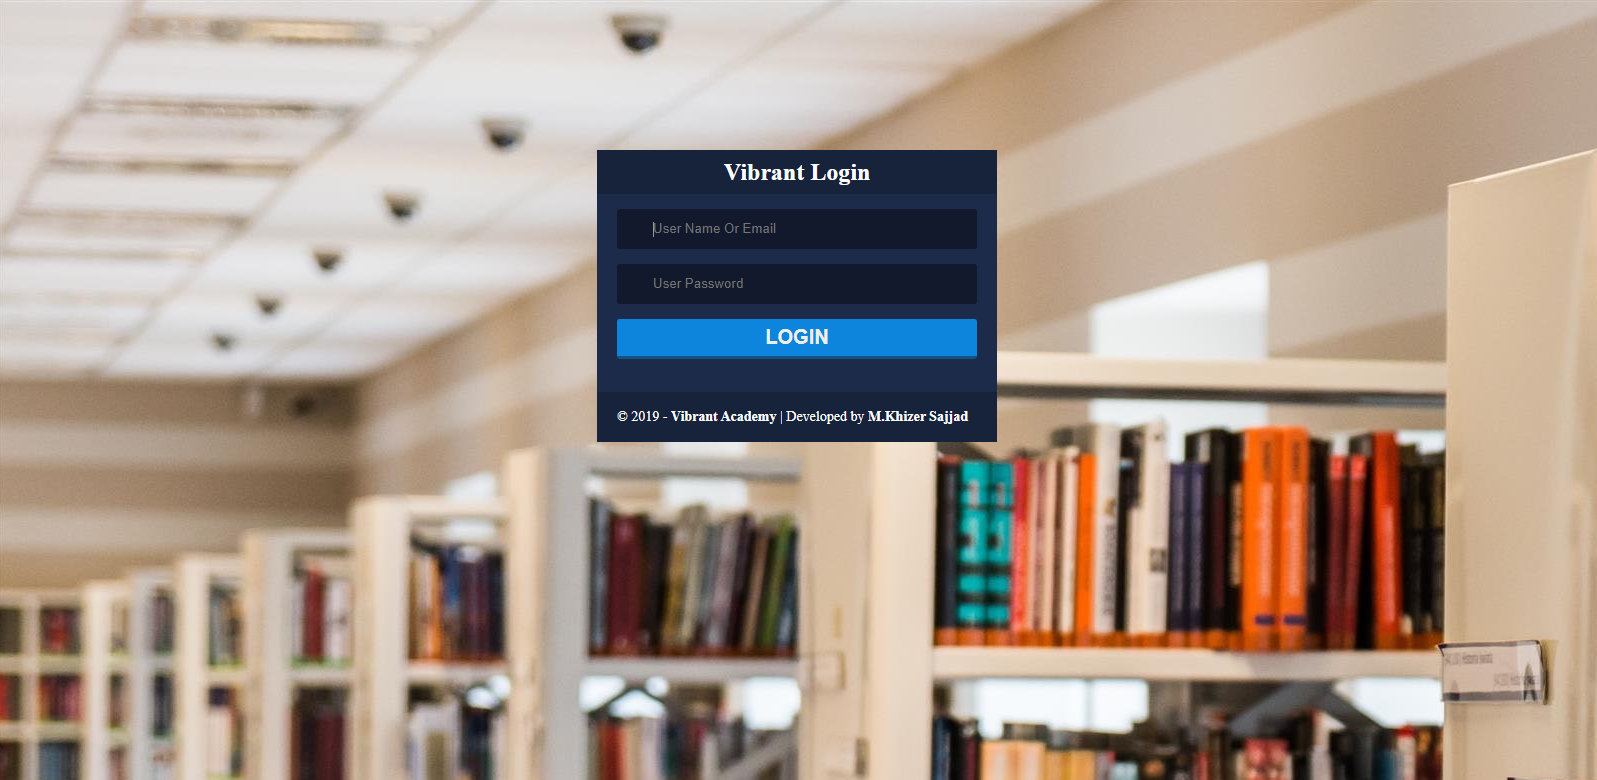 Vibrant Login
User Name Or Email
User Password
LOGIN
© 2019 - Vibrant Academy | Developed by M.Khizer Sajjad